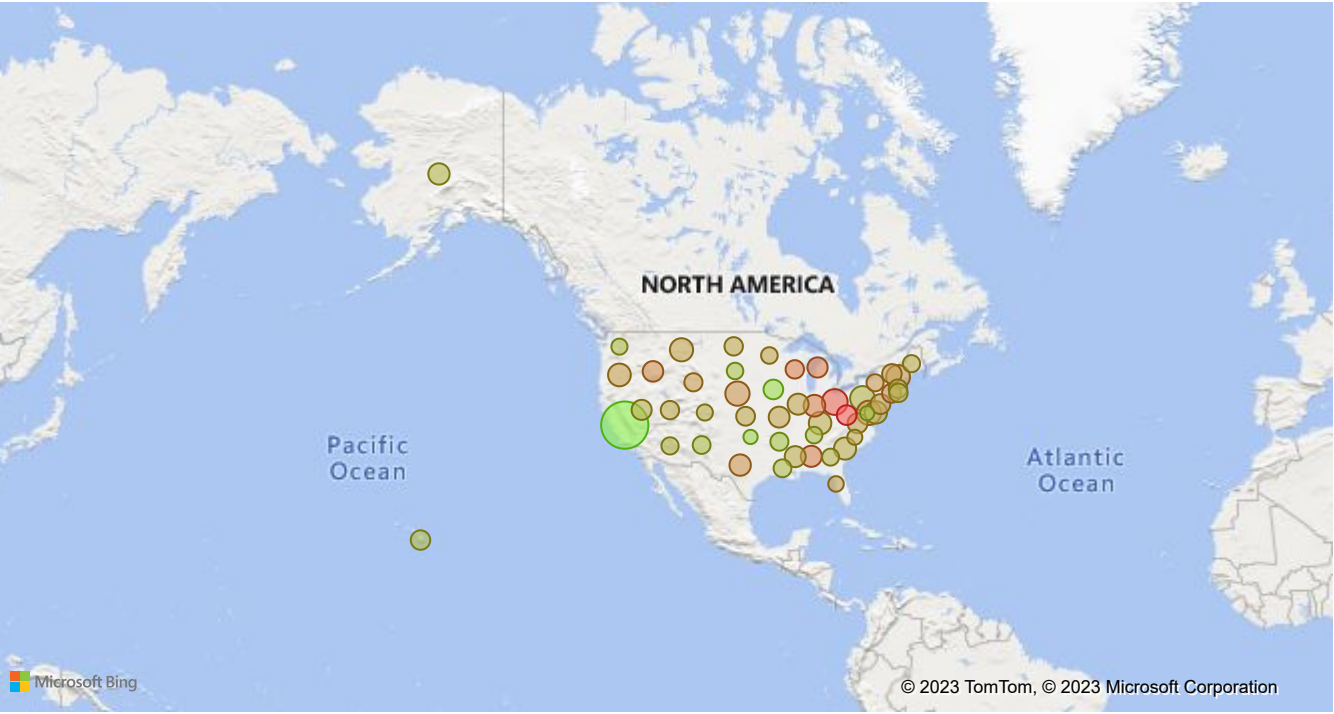 NORTH AMERICA
Pacific
Ocean
Atlantic
Ocean
Microsoft Bing
© 2023 TomTom, © 2023 Microsoft Corporation